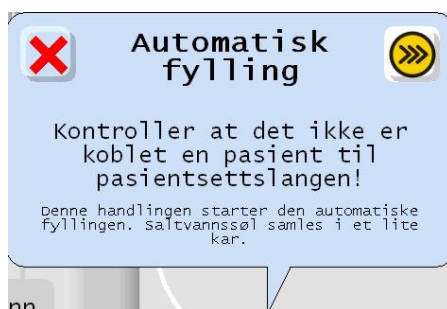 Automatisk
fylling
Kontroller at det ikke er
koblet en pasient til
pasientsettslangen!
Denne handlingen starter den automatiske
fyllingen. Saltvannssøl samles i et lite
kar.